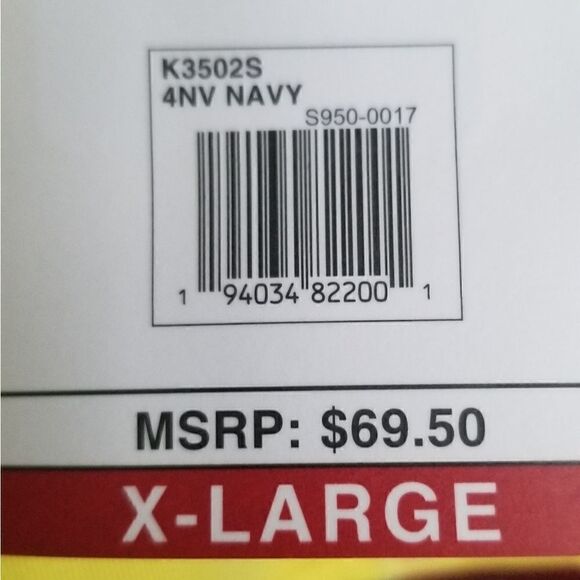 K3502S
4NV NAVY
S950-0017
1 94034 82200 1
MSRP: $69.50
X-LARGE